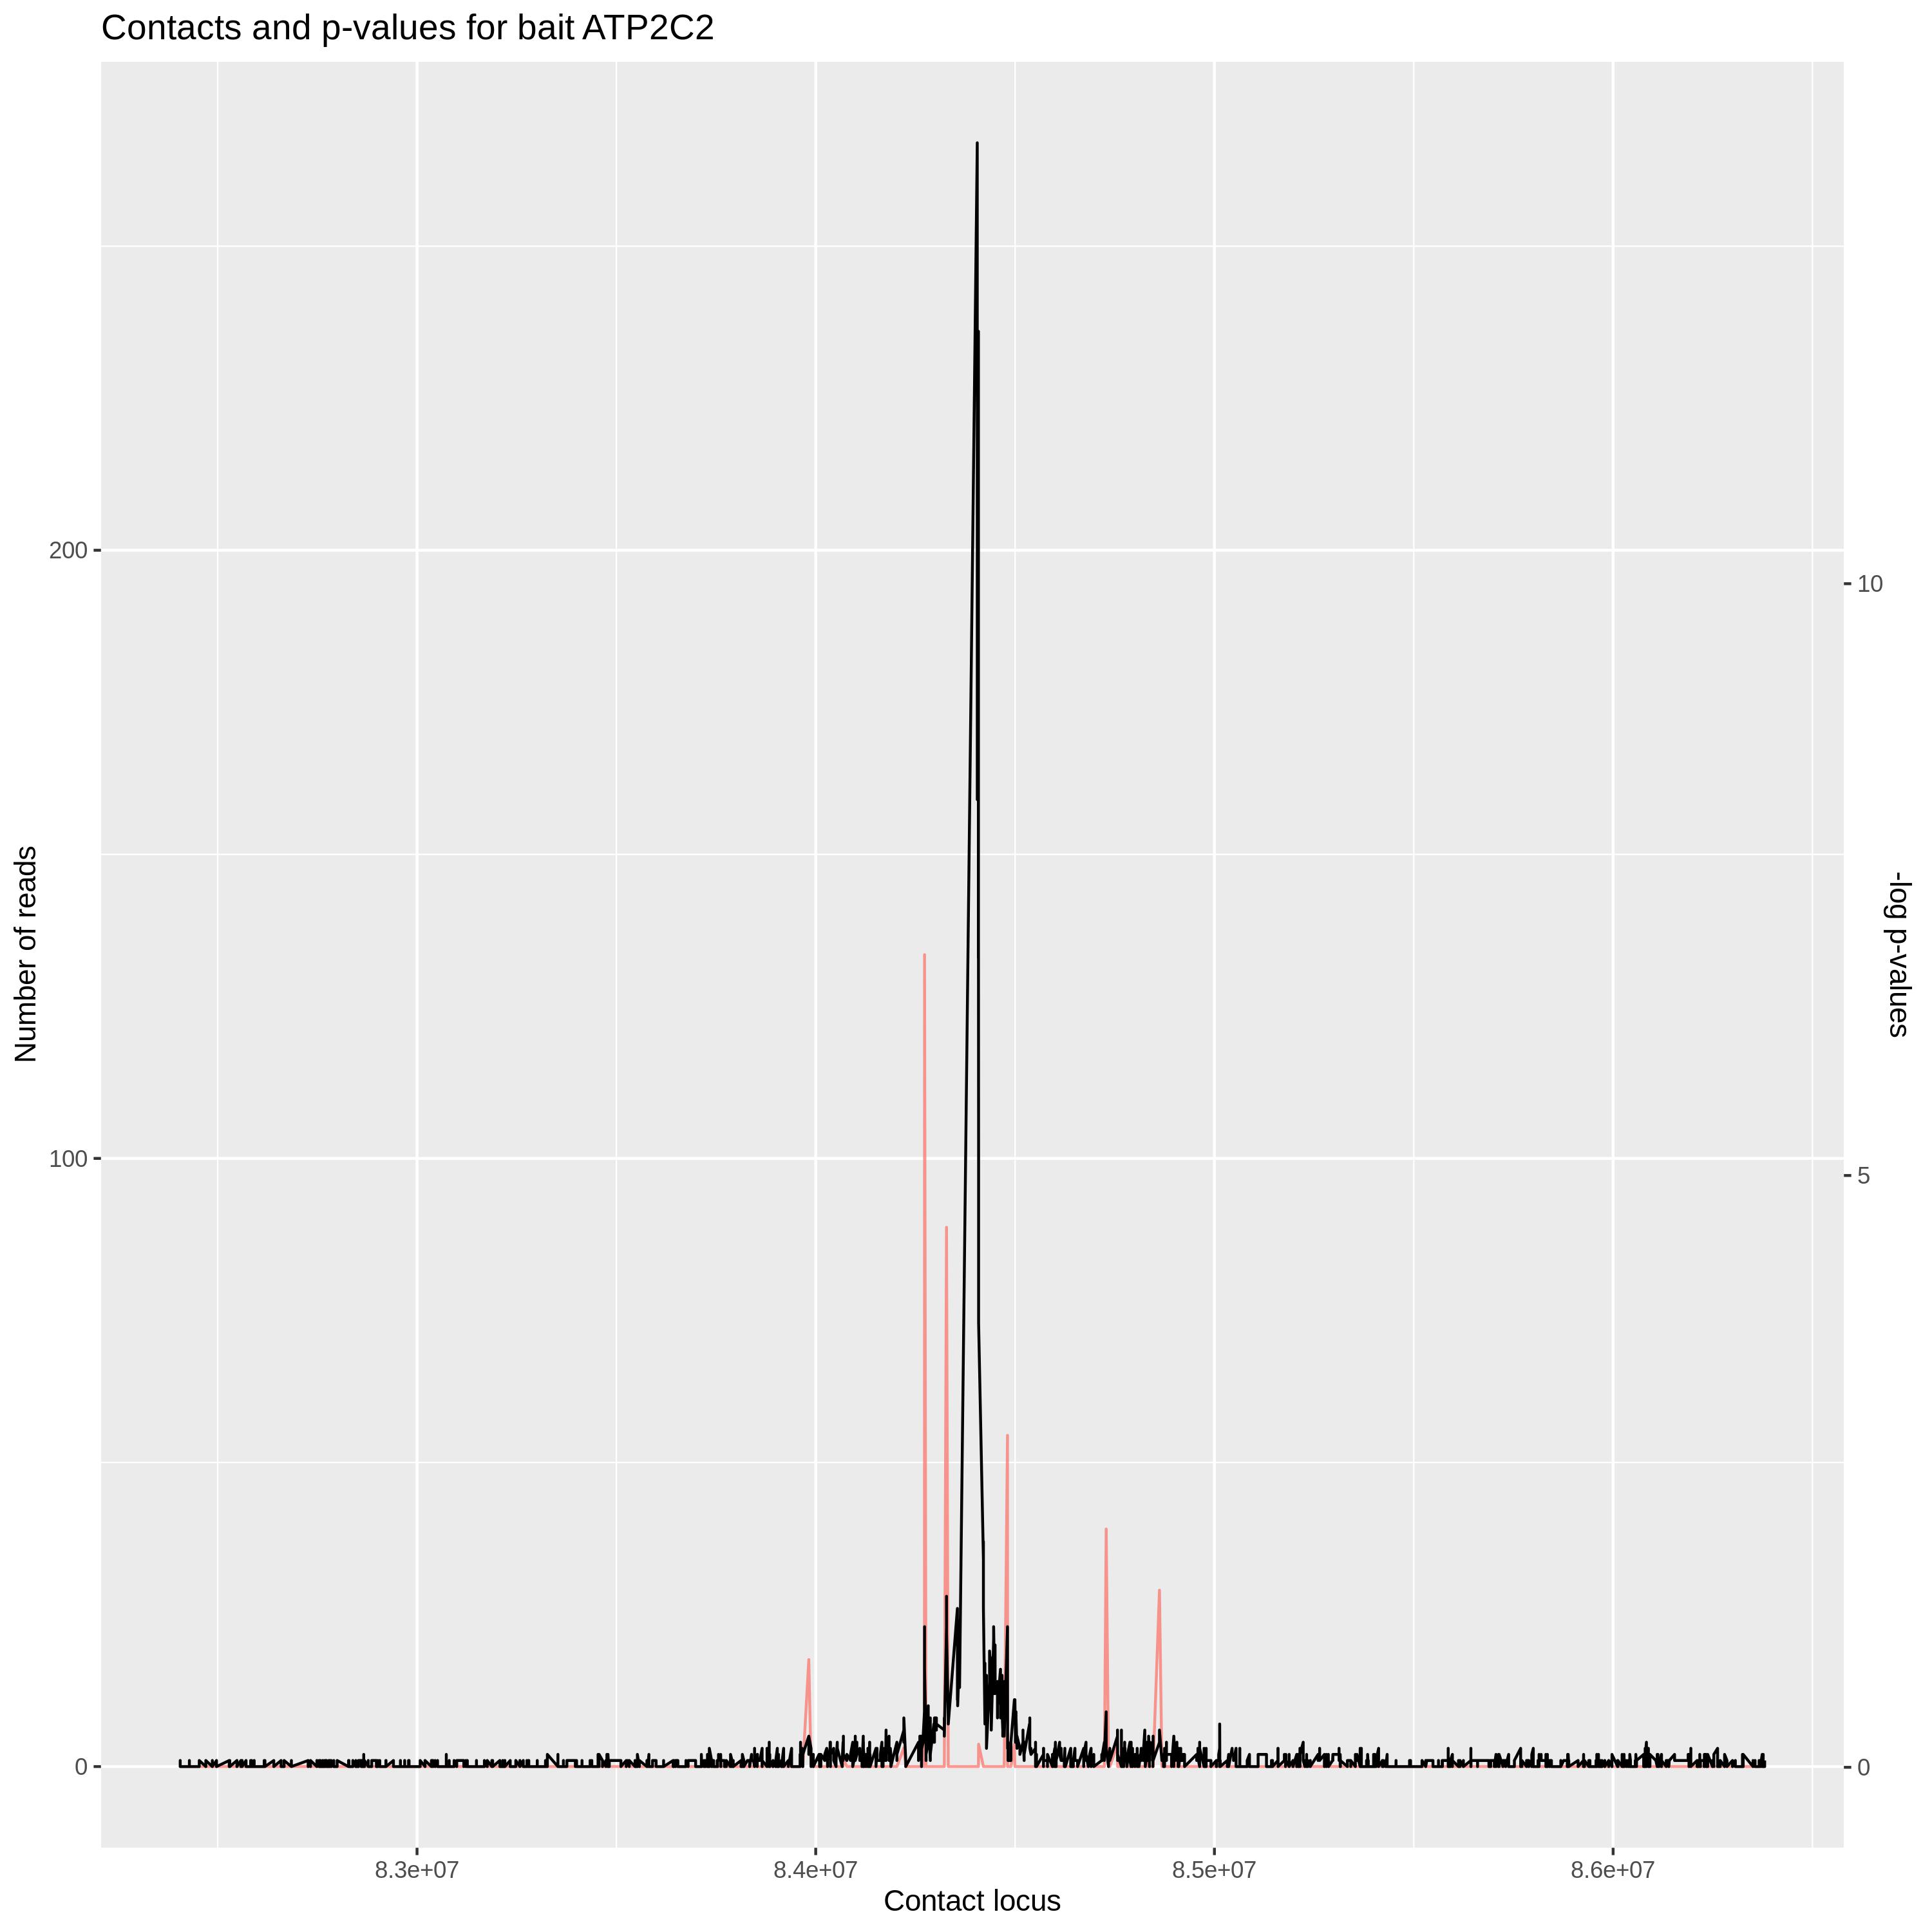 Contacts and p-values for bait ATP2C2
Number of reads
200
100
0
10
5
0
-log p-values
8.3e+07 8.4e+07 8.5e+07 8.6e+07
Contact locus